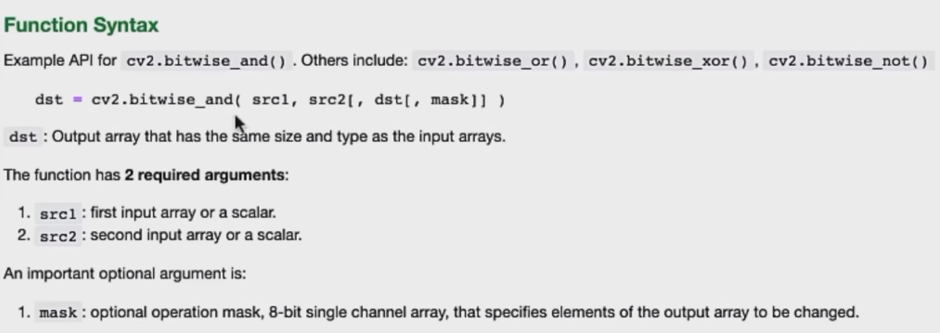 Function Syntax
Example API for cv2.bitwise_and() . Others include: cv2.bitwise_or() , cv2.bitwise_xor() , cv2.bitwise_not()
dst = cv2.bitwise_and( src1, src2[, dst[, mask]] )
dst : Output array that has the same size and type as the input arrays.
The function has 2 required arguments:
1. src1 : first input array or a scalar.
2. src2 : second input array or a scalar.
An important optional argument is:
1. mask : optional operation mask, 8-bit single channel array, that specifies elements of the output array to be changed.